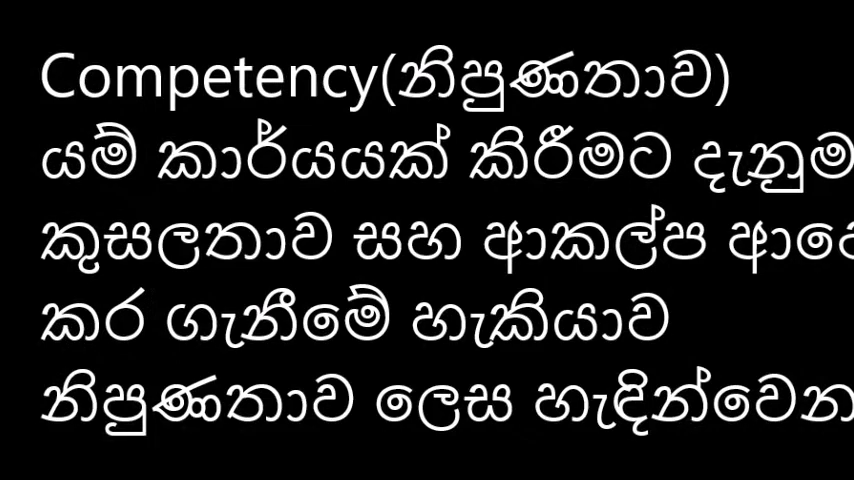 Competency(නිපුණතාව)
යම් කාර්යයක් කිරීමට දැනුම
කුසලතාව සහ ආකල්ප
කර ගැනීමේ හැකියාව
නිපුණතාව ලෙස හැඳින්වෙන